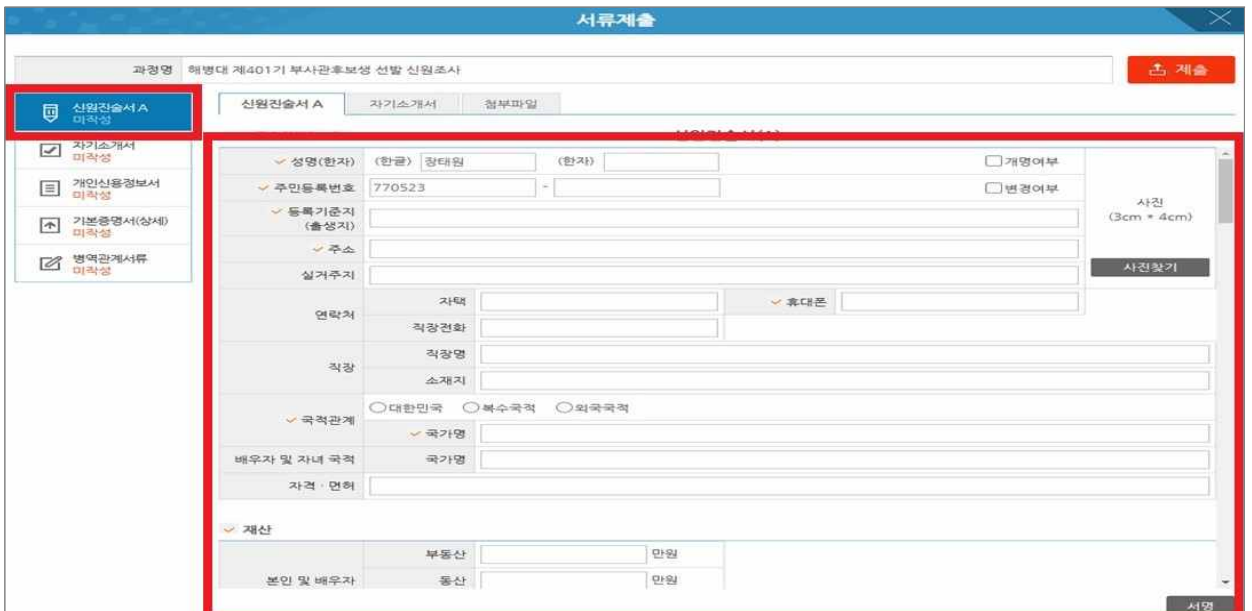 서류제출
과정명 해병대 제401기 부사관후보생 선발 신원조사 제출
신원진술서 A
미작성
자기소개서
미작성
개인신용정보서
미작성
기본증명서(상세)
미작성
병역관계서류
미작성
신원진술서 A 자기소개서 첨부파일
성명(한자) (한글) 장태원 (한자) 개명여부
주민등록번호 770523 - 변경여부
등록기준지
(출생지)
주소
실거주지
사진
(3cm * 4cm)
사진찾기
연락처 자택 휴대폰
직장전화
직장 직장명
소재지
국적관계 대한민국 복수국적 외국국적
국가명
배우자 및 자녀 국적 국가명
자격 · 면허
재산
본인 및 배우자 부동산 만원
동산 만원
서명